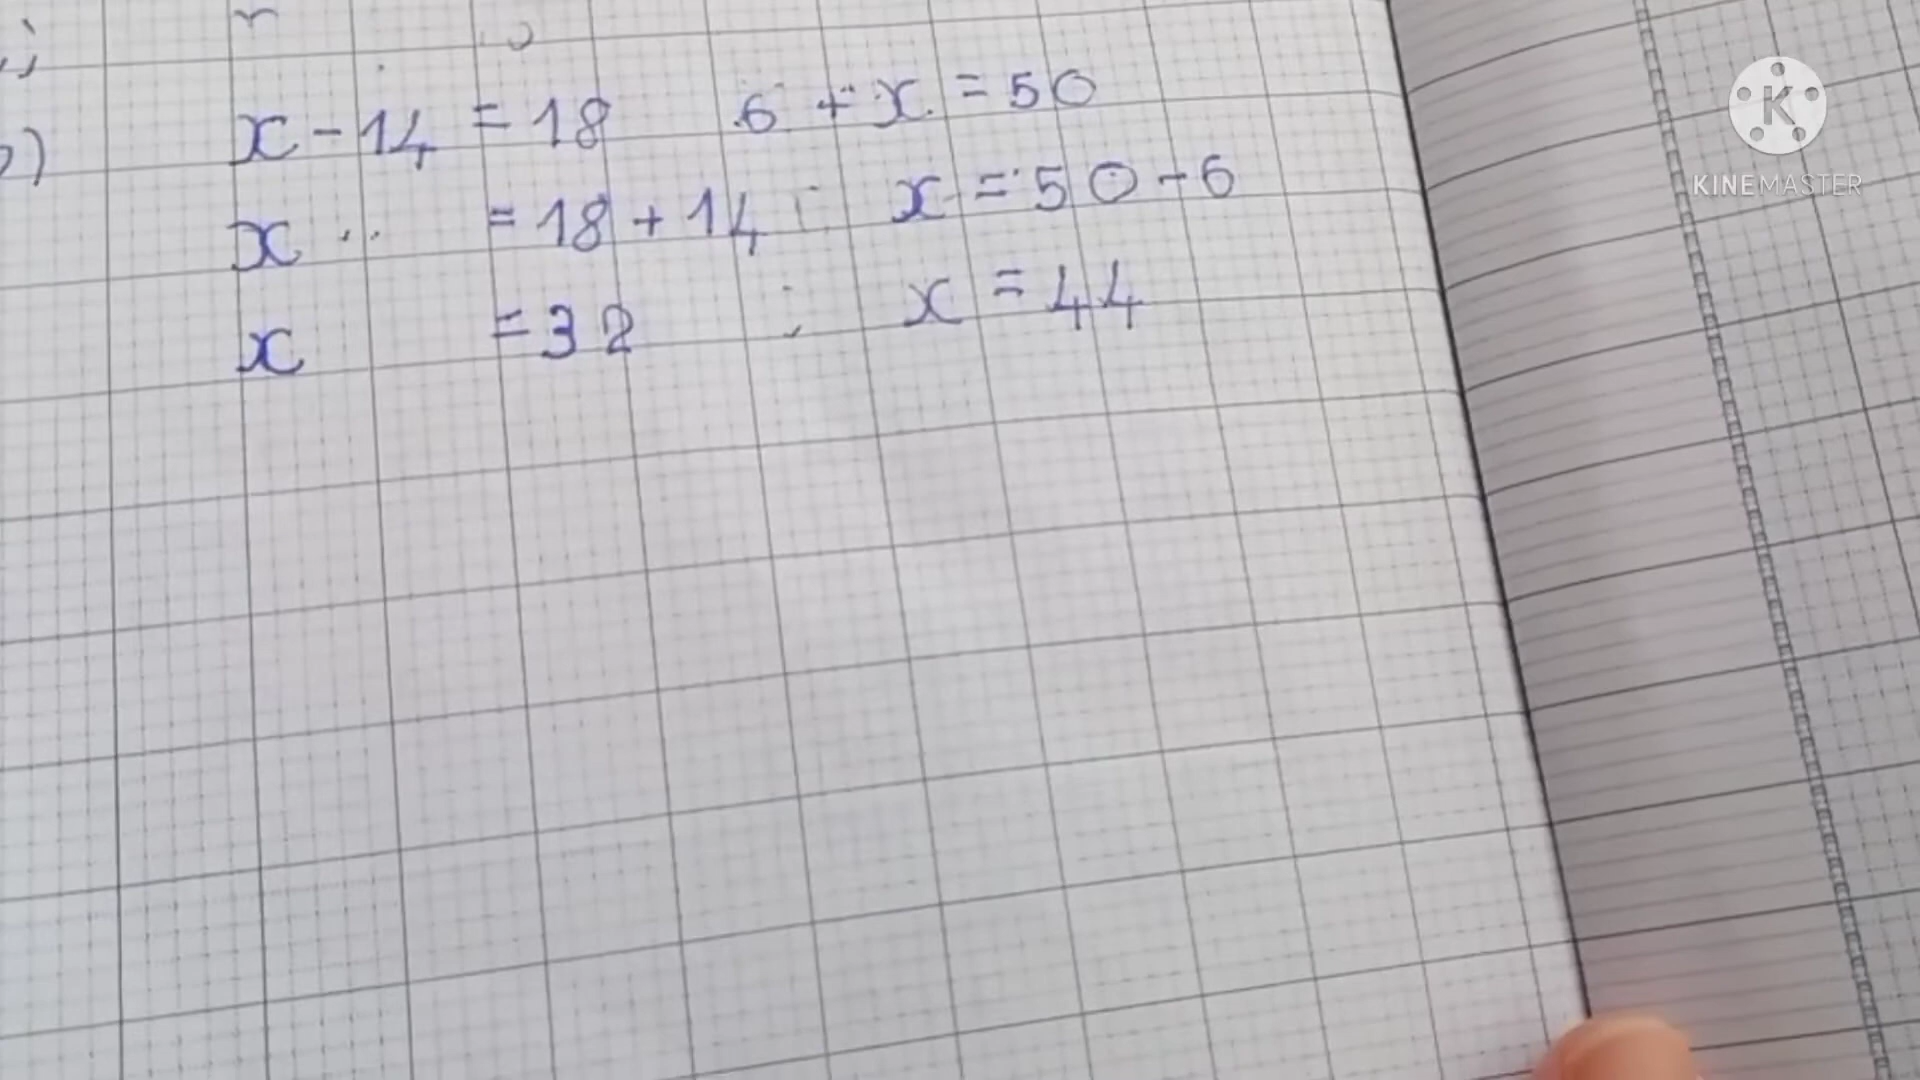 x - 14 = 18
x = 18 + 14
x = 32
6 + x = 50
x = 50 - 6
x = 44
K
KINEMASTER